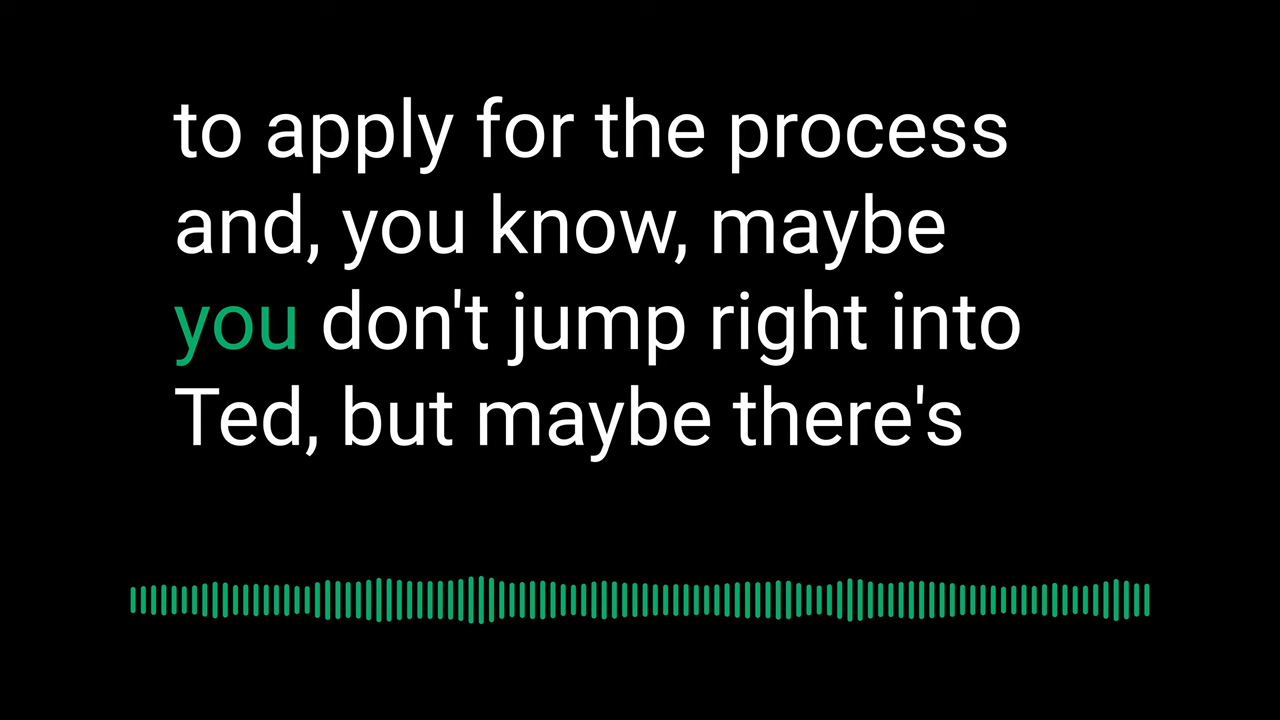 to apply for the process
and, you know, maybe
you don't jump right into
Ted, but maybe there's